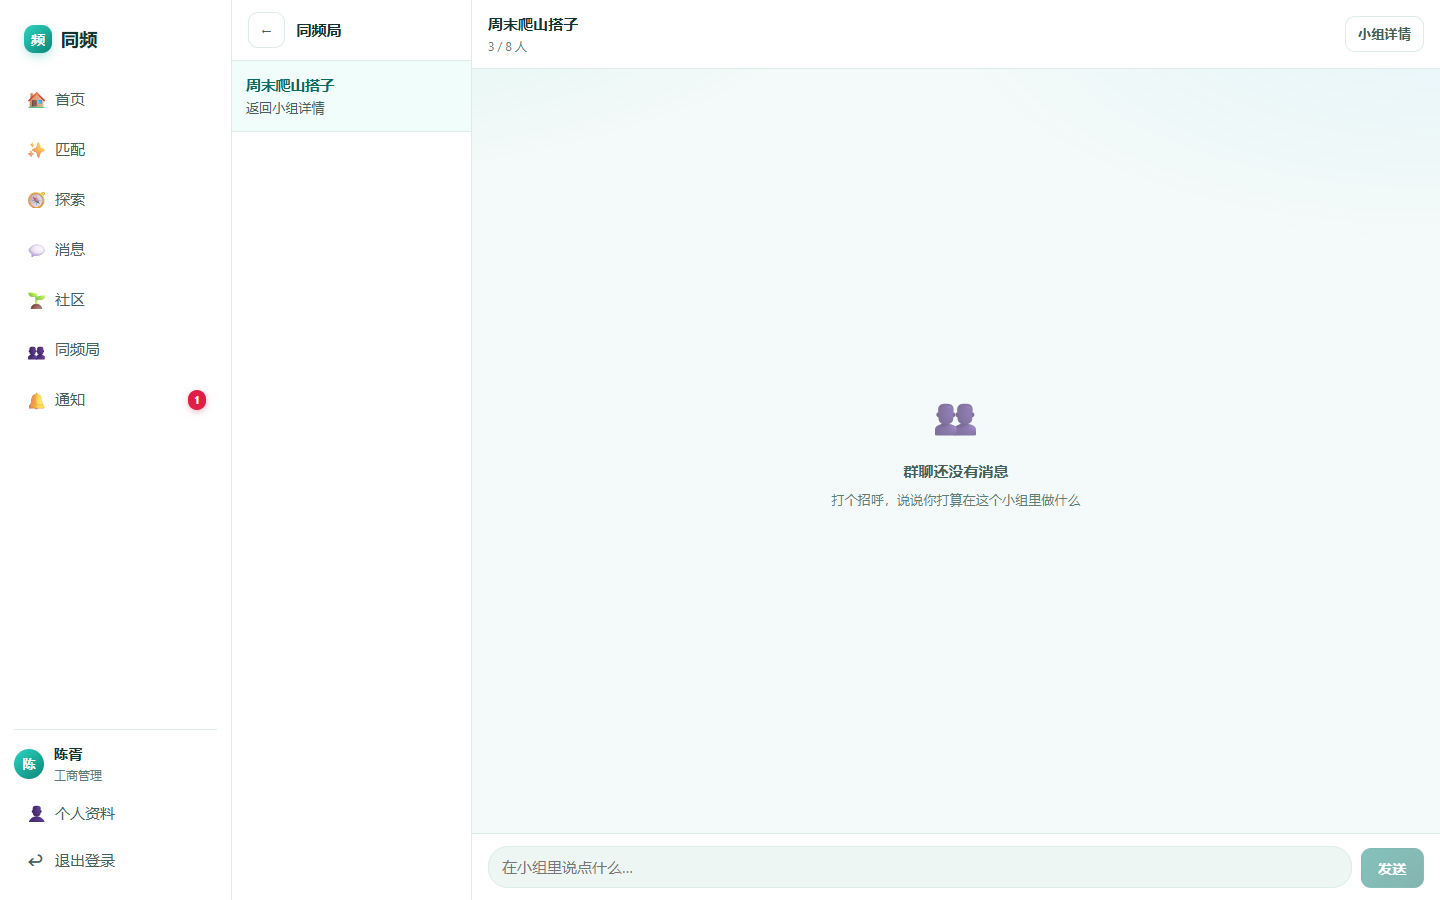 频 同频
首页
匹配
探索
消息
社区
同频局
通知 1
陈 陈胥
工商管理
个人资料
退出登录
← 同频局
周末爬山搭子
返回小组详情
周末爬山搭子
3 / 8 人
小组详情
群聊还没有消息
打个招呼，说说你打算在这个小组里做什么
在小组里说点什么...
发送